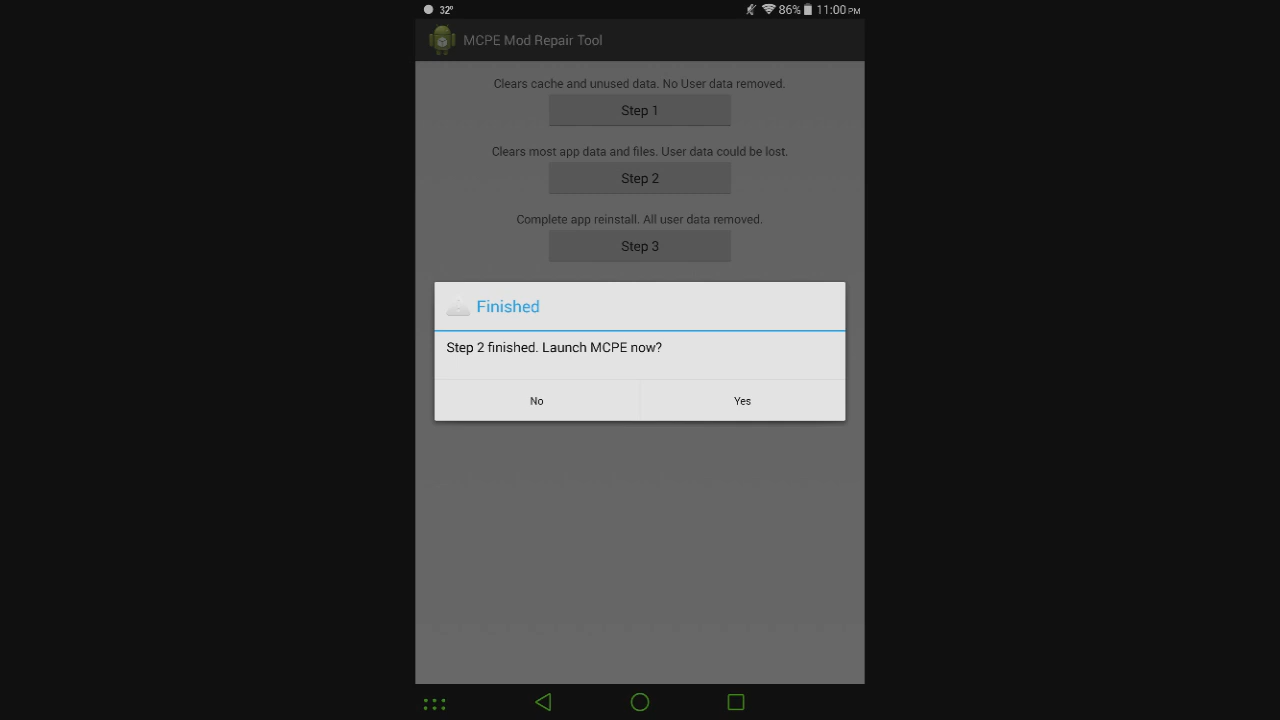 32° 86% 11:00 PM
MCPE Mod Repair Tool
Clears cache and unused data. No User data removed.
Step 1
Clears most app data and files. User data could be lost.
Step 2
Complete app reinstall. All user data removed.
Step 3
Finished
Step 2 finished. Launch MCPE now?
No Yes